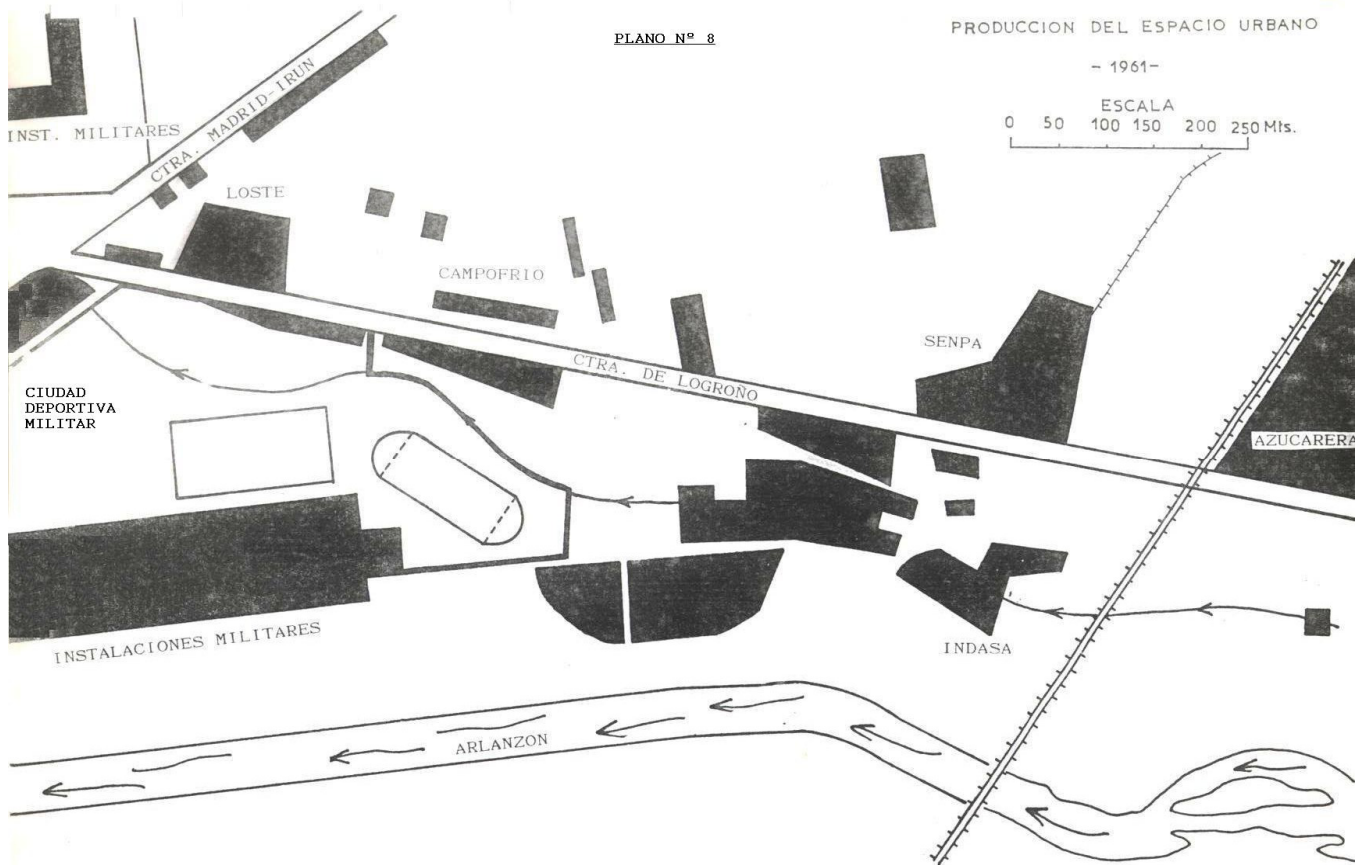 PLANO Nº 8
PRODUCCION DEL ESPACIO URBANO
- 1961-
ESCALA
0 50 100 150 200 250 Mts.
INST. MILITARES
CTRA. MADRID-IRUN
LOSTE
CAMPOFRIO
SENPA
CTRA. DE LOGROÑO
CIUDAD
DEPORTIVA
MILITAR
AZUCARERA
INSTALACIONES MILITARES
INDASA
ARLANZON